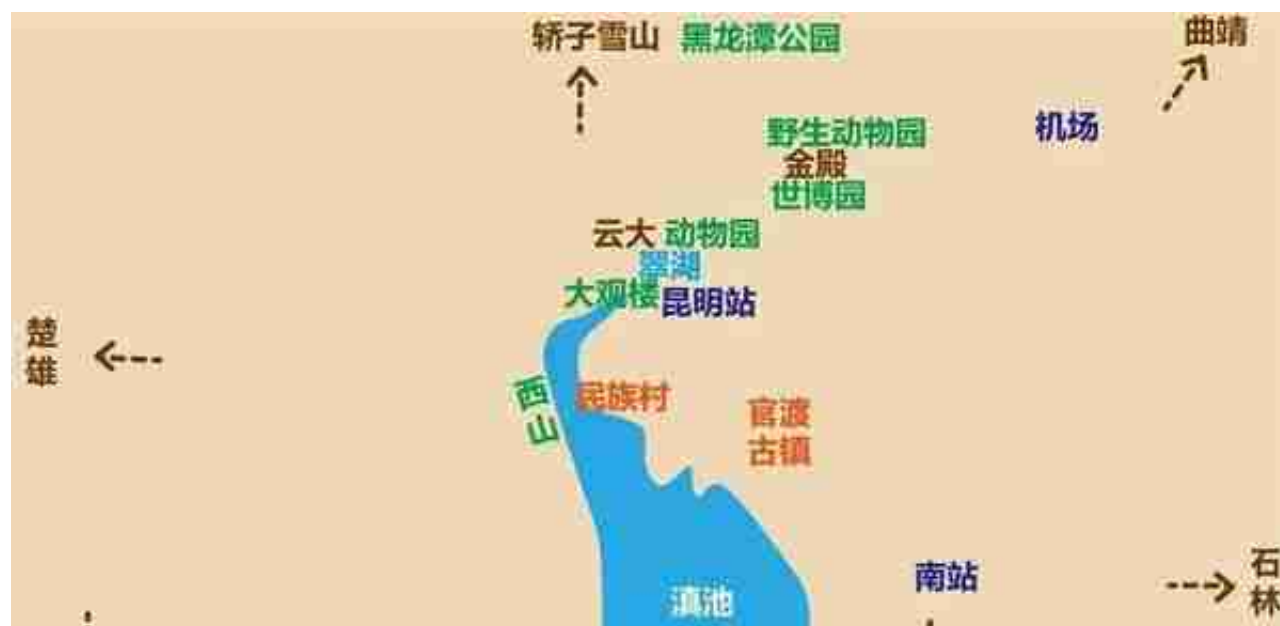 轿子雪山 黑龙潭公园
曲靖
机场
野生动物园
金殿
世博园
云大 动物园
翠湖
大观楼 昆明站
楚雄
西山
民族村
官渡
古镇
南站
石林
滇池